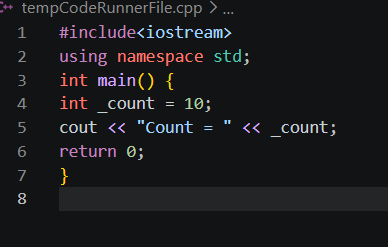 tempCodeRunnerFile.cpp > ...
1 #include<iostream>
2 using namespace std;
3 int main() {
4 int _count = 10;
5 cout << "Count = " << _count;
6 return 0;
7 }
8